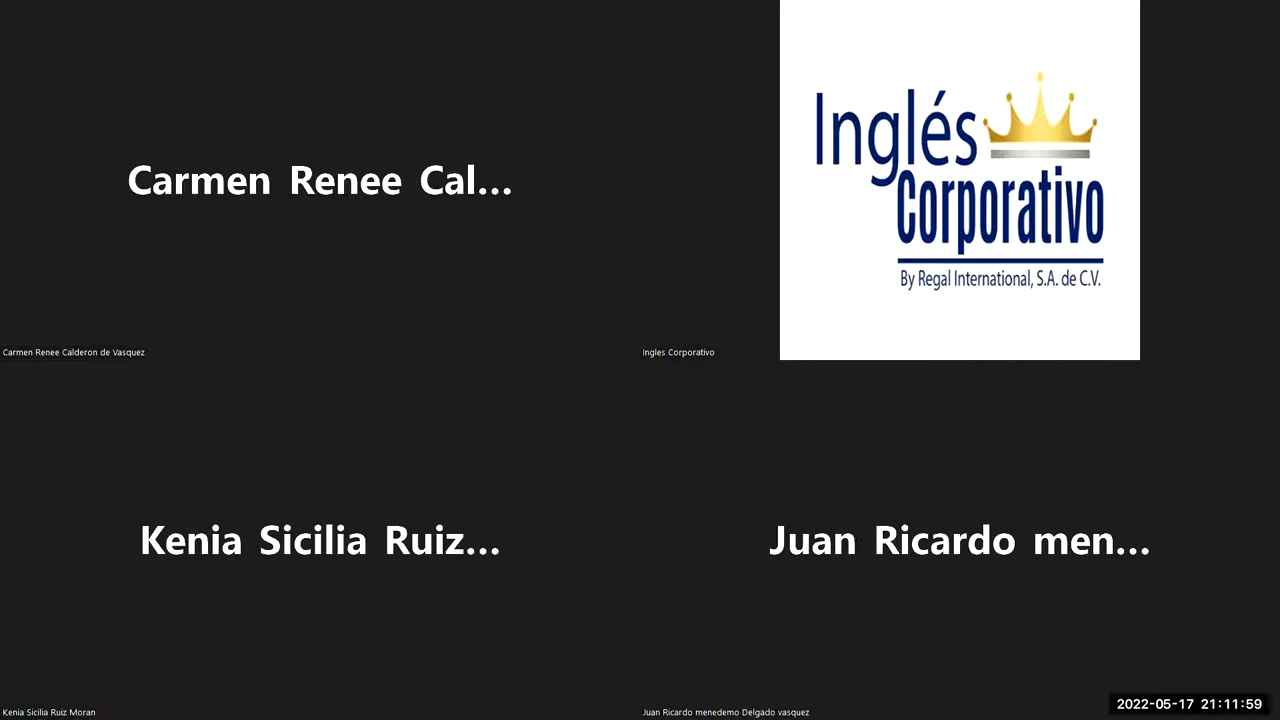 Carmen Renee Cal...
Carmen Renee Calderon de Vasquez
Inglés
Corporativo
By Regal International, S.A. de C.V.
Ingles Corporativo
Kenia Sicilia Ruiz...
Kenia Sicilia Ruiz Moran
Juan Ricardo men...
Juan Ricardo menedemo Delgado vasquez
2022-05-17 21:11:59